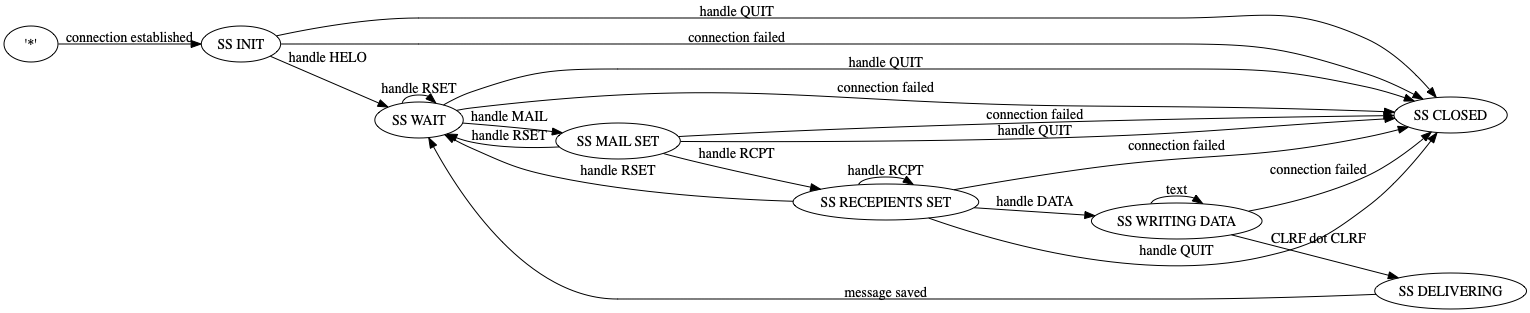 handle QUIT
'*'
connection established
SS INIT
connection failed
handle HELO
handle QUIT
handle RSET
connection failed
SS WAIT
handle MAIL
connection failed
SS CLOSED
handle RSET
handle QUIT
SS MAIL SET
handle RCPT
connection failed
handle RSET
handle RCPT
connection failed
SS RECEPIENTS SET
handle DATA
text
SS WRITING DATA
CLRF dot CLRF
handle QUIT
message saved
SS DELIVERING